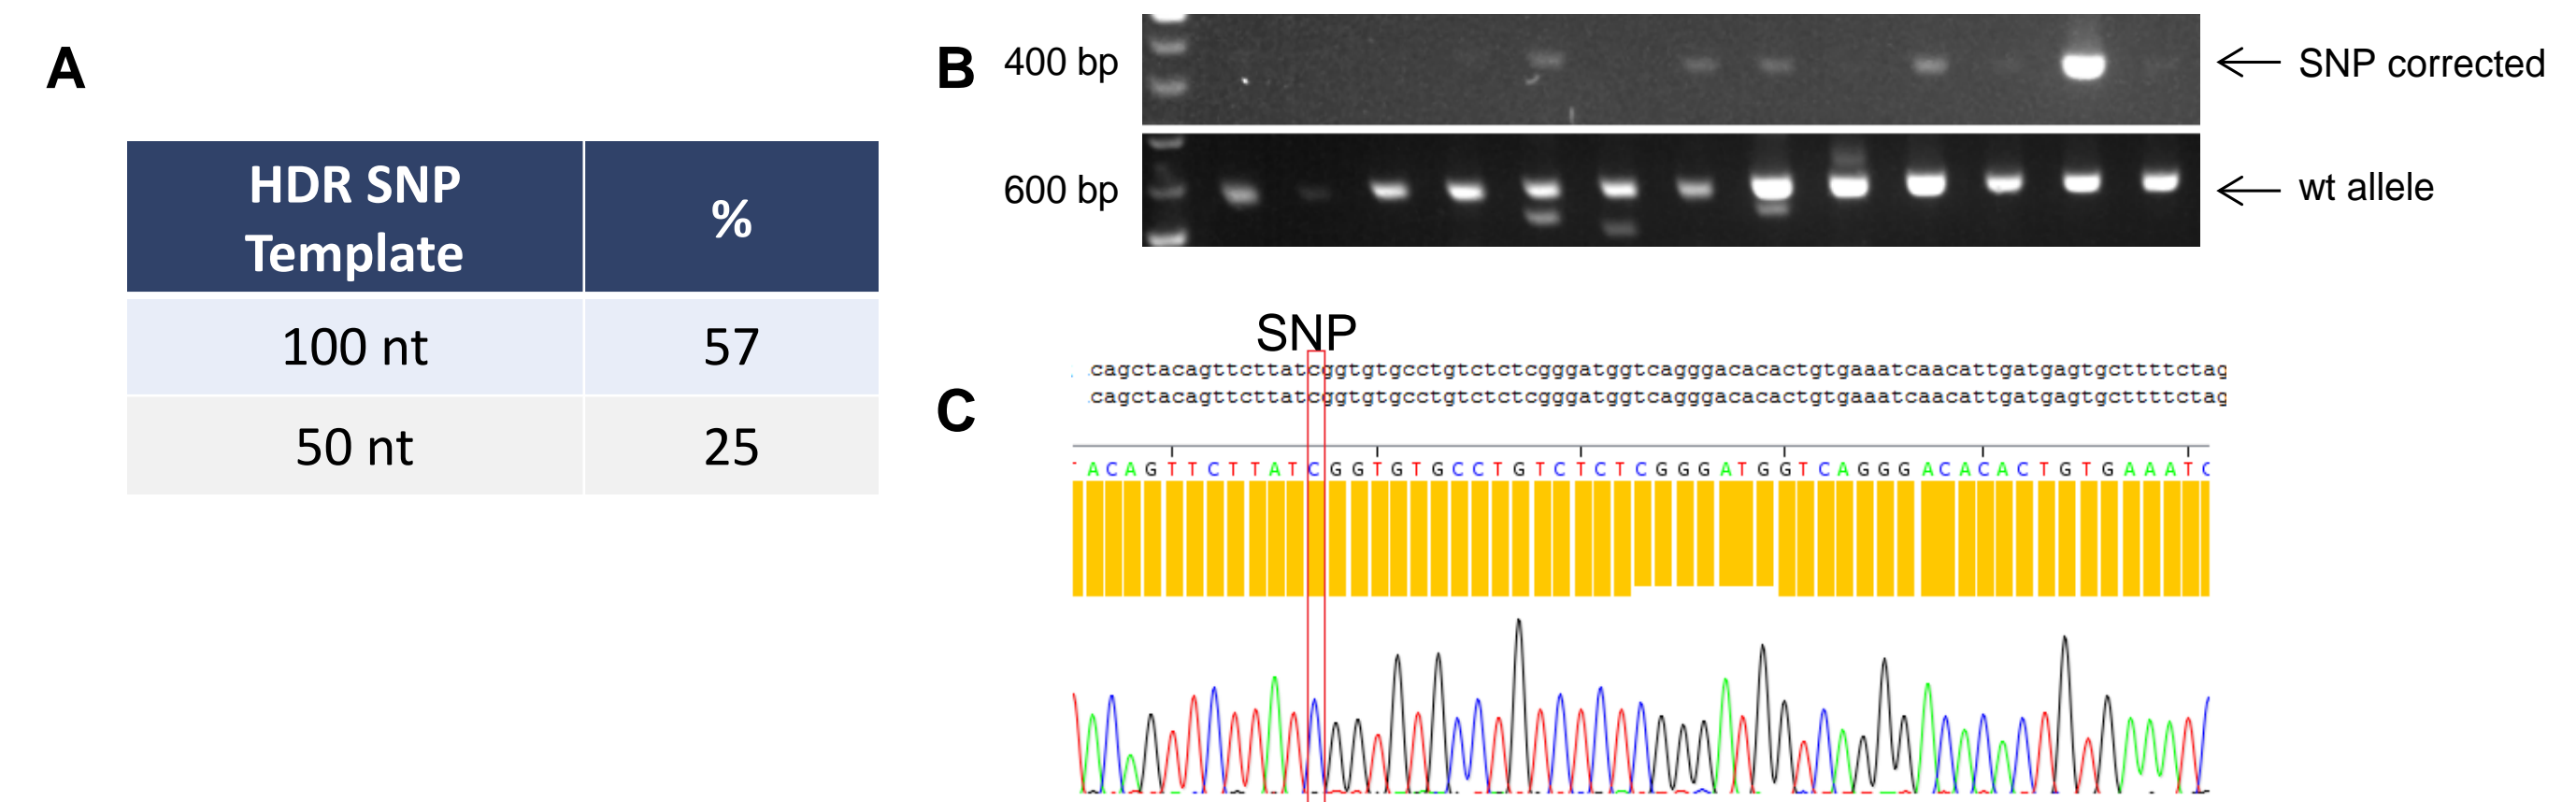 A
HDR SNP
Template
%
100 nt
57
50 nt
25
B
400 bp
SNP corrected
600 bp
wt allele
SNP
C
cagctacagttcttatcggtgtgcctgtctctcgggatggtcagggacacactgtgaaatcaacattgatgagtgcttttctag
cagctacagttcttatcggtgtgcctgtctctcgggatggtcagggacacactgtgaaatcaacattgatgagtgcttttctag
ACAGTTCTTATCGGTGTGCCTGTCTCTCGGGATGGTCAGGGACACACTGTGAAATC